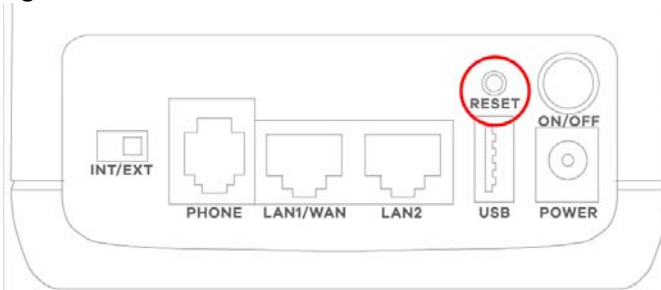 RESET
ON/OFF
INT/EXT
PHONE LAN1/WAN LAN2 USB POWER